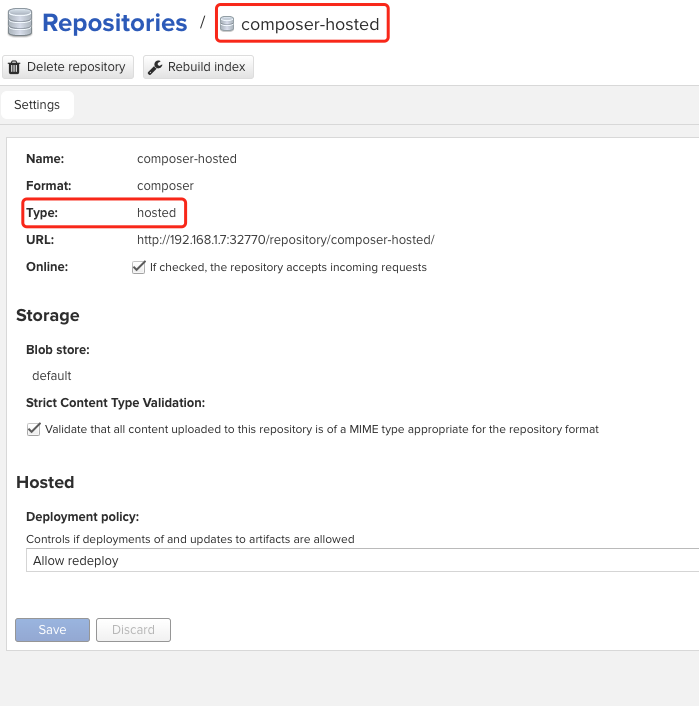 Repositories / composer-hosted
Delete repository Rebuild index
Settings
Name: composer-hosted
Format: composer
Type: hosted
URL: http://192.168.1.7:32770/repository/composer-hosted/
Online: If checked, the repository accepts incoming requests
Storage
Blob store:
default
Strict Content Type Validation:
Validate that all content uploaded to this repository is of a MIME type appropriate for the repository format
Hosted
Deployment policy:
Controls if deployments of and updates to artifacts are allowed
Allow redeploy
Save Discard